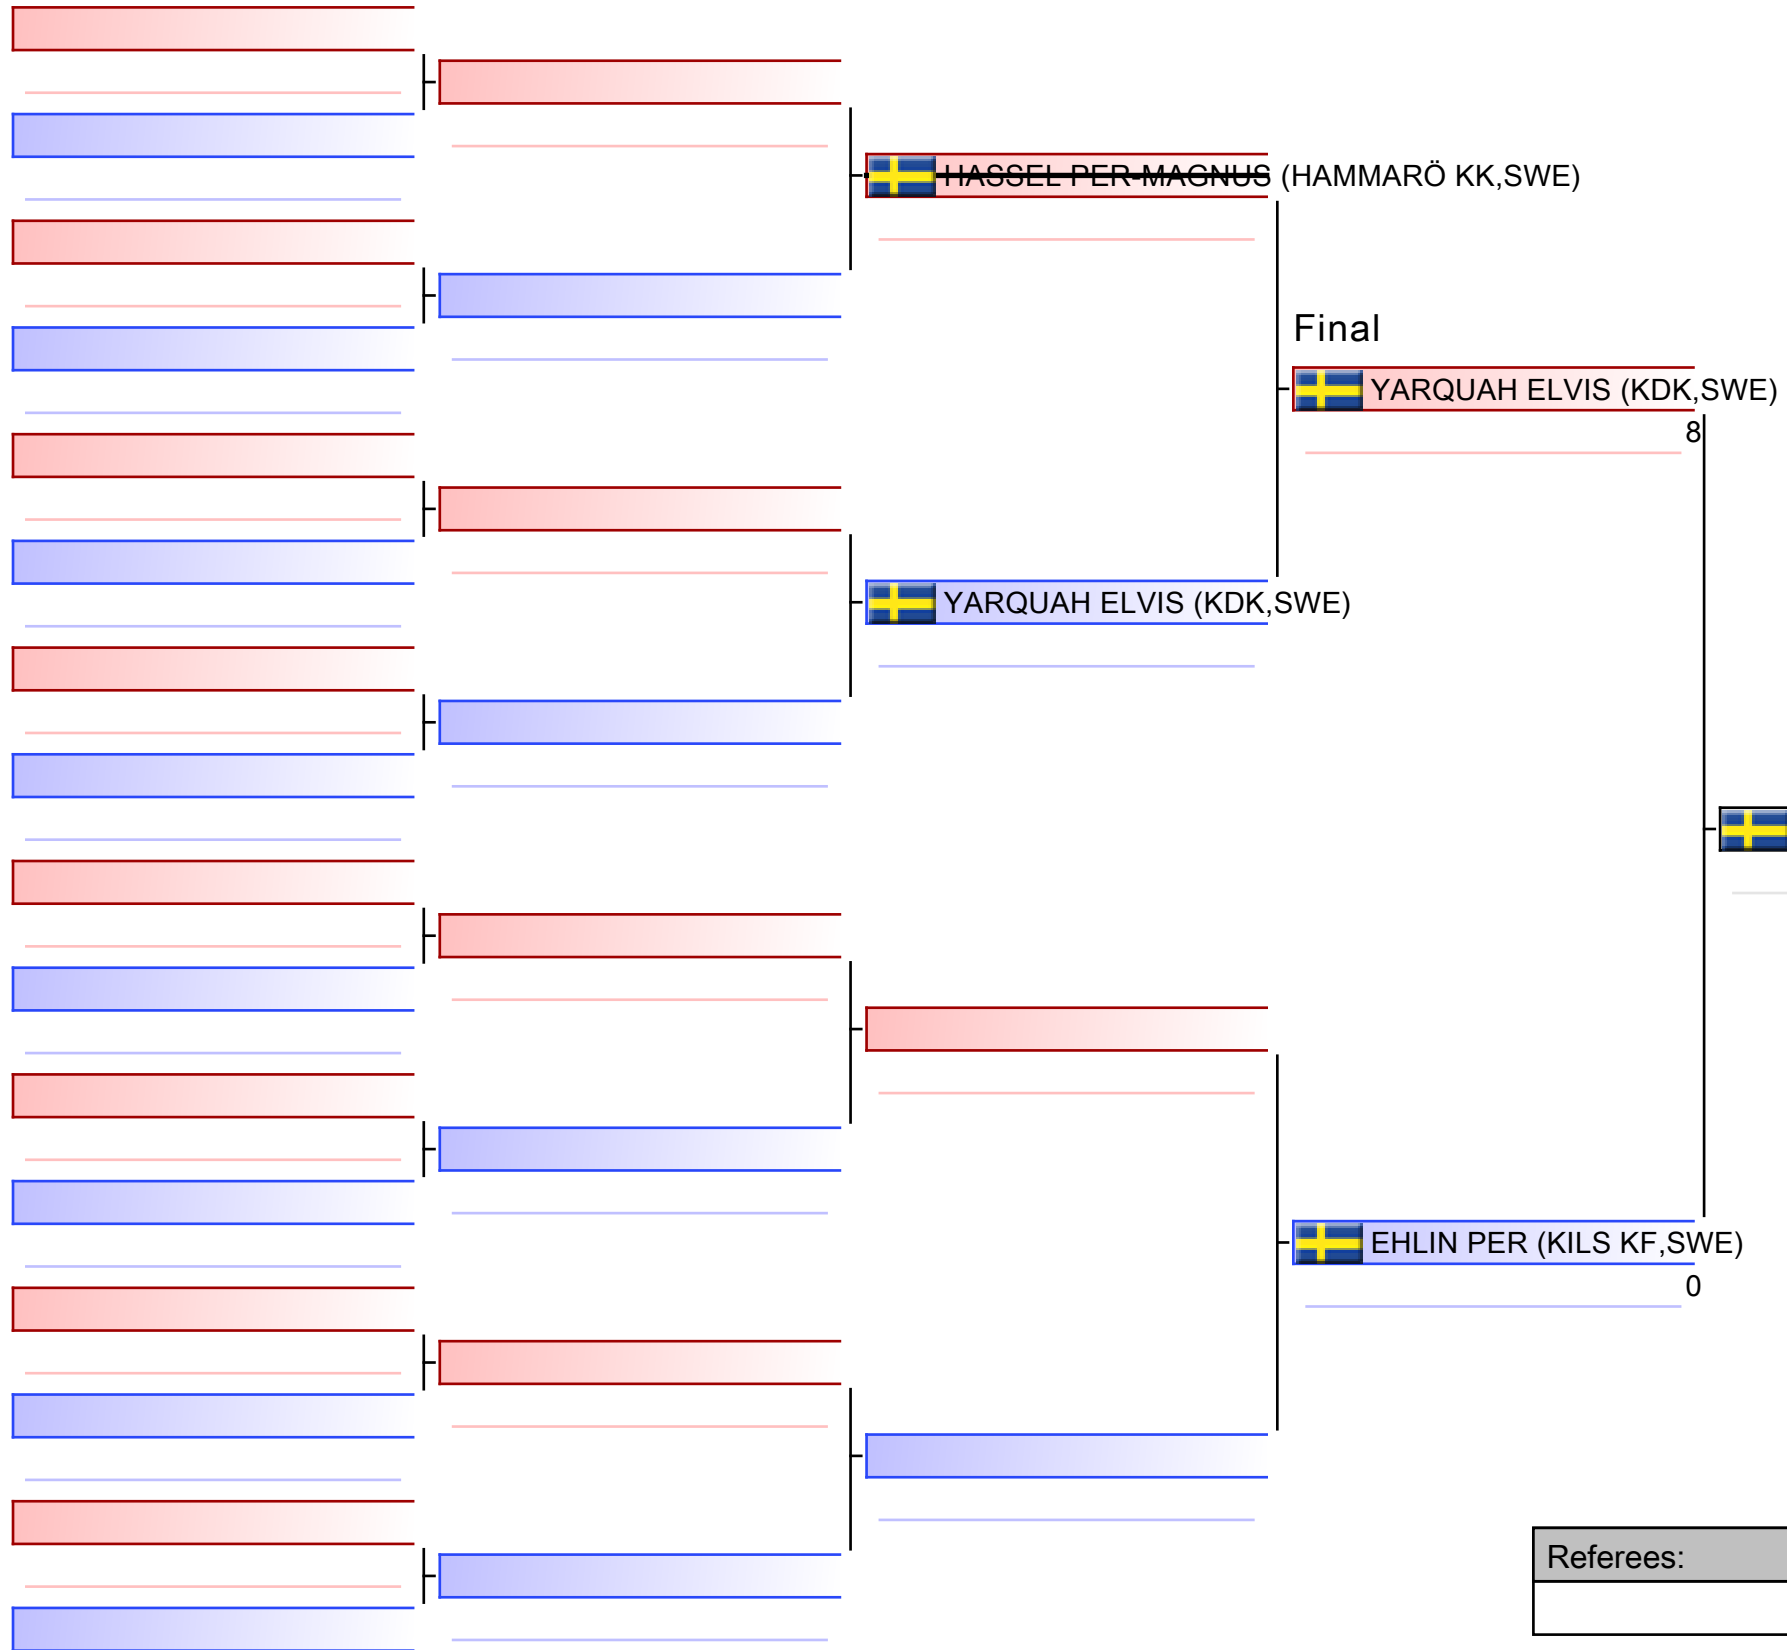 HASSEL PER-MAGNUS (HAMMARÖ KK,SWE)
Final
YARQUAH ELVIS (KDK,SWE)
8
YARQUAH ELVIS (KDK,SWE)
EHLIN PER (KILS KF,SWE)
0
Referees: